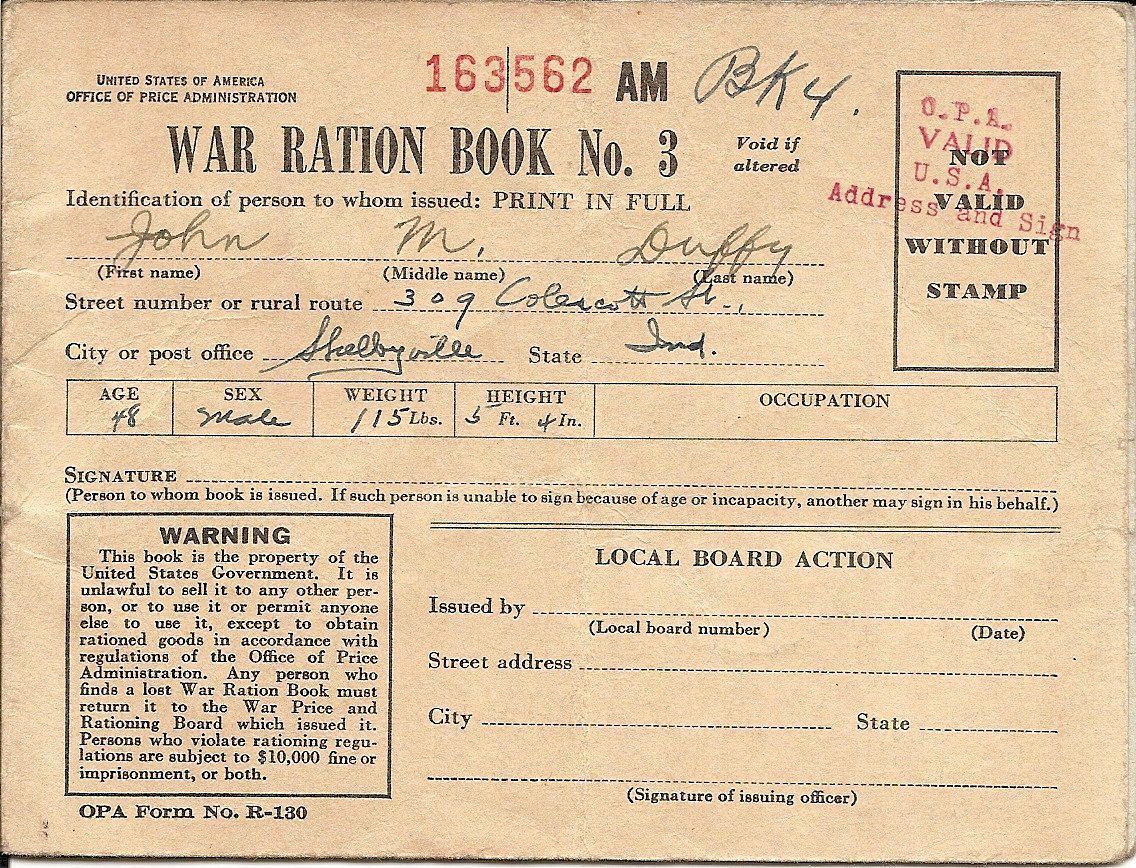 163562 AM BK4.
UNITED STATES OF AMERICA
OFFICE OF PRICE ADMINISTRATION
WAR RATION BOOK No. 3
Void if
altered
O.P.A.
VALID
U.S.A.
Address and Sign
NOT
VALID
WITHOUT
STAMP
Identification of person to whom issued: PRINT IN FULL
John M. Duffy
(First name) (Middle name) (Last name)
Street number or rural route 309 Colescott St.,
City or post office Shelbyville State Ind.
AGE SEX WEIGHT HEIGHT OCCUPATION
48 Male 115 Lbs. 5 Ft. 4 In.
SIGNATURE
(Person to whom book is issued. If such person is unable to sign because of age or incapacity, another may sign in his behalf.)
WARNING
This book is the property of the
United States Government. It is
unlawful to sell it to any other per-
son, or to use it or permit anyone
else to use it, except to obtain
rationed goods in accordance with
regulations of the Office of Price
Administration. Any person who
finds a lost War Ration Book must
return it to the War Price and
Rationing Board which issued it.
Persons who violate rationing regu-
lations are subject to $10,000 fine or
imprisonment, or both.
OPA Form No. R-130
LOCAL BOARD ACTION
Issued by
(Local board number) (Date)
Street address
City State
(Signature of issuing officer)